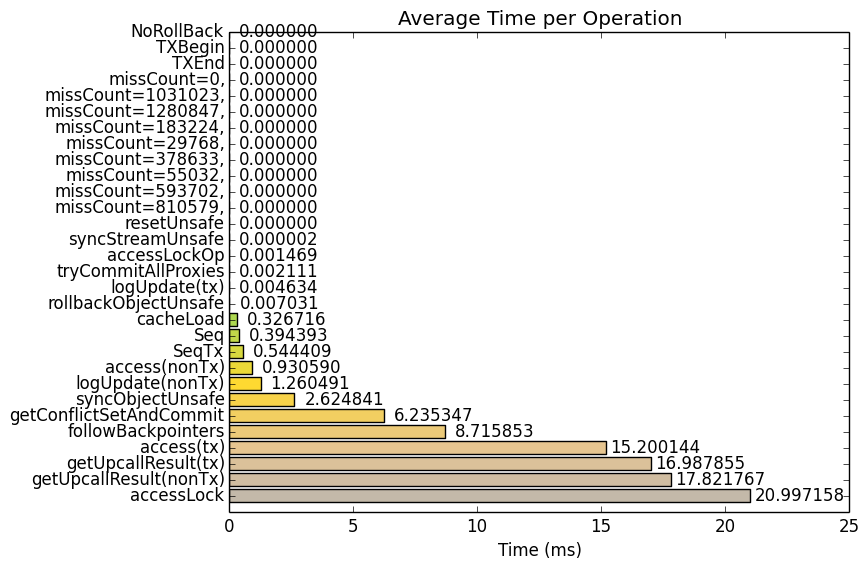 Average Time per Operation
NoRollBack 0.000000
TXBegin 0.000000
TXEnd 0.000000
missCount=0, 0.000000
missCount=1031023, 0.000000
missCount=1280847, 0.000000
missCount=183224, 0.000000
missCount=29768, 0.000000
missCount=378633, 0.000000
missCount=55032, 0.000000
missCount=593702, 0.000000
missCount=810579, 0.000000
resetUnsafe 0.000000
syncStreamUnsafe 0.000002
accessLockOp 0.001469
tryCommitAllProxies 0.002111
logUpdate(tx) 0.004634
rollbackObjectUnsafe 0.007031
cacheLoad 0.326716
Seq 0.394393
SeqTx 0.544409
access(nonTx) 0.930590
logUpdate(nonTx) 1.260491
syncObjectUnsafe 2.624841
getConflictSetAndCommit 6.235347
followBackpointers 8.715853
access(tx) 15.200144
getUpcallResult(tx) 16.987855
getUpcallResult(nonTx) 17.821767
accessLock 20.997158
0 5 10 15 20 25
Time (ms)